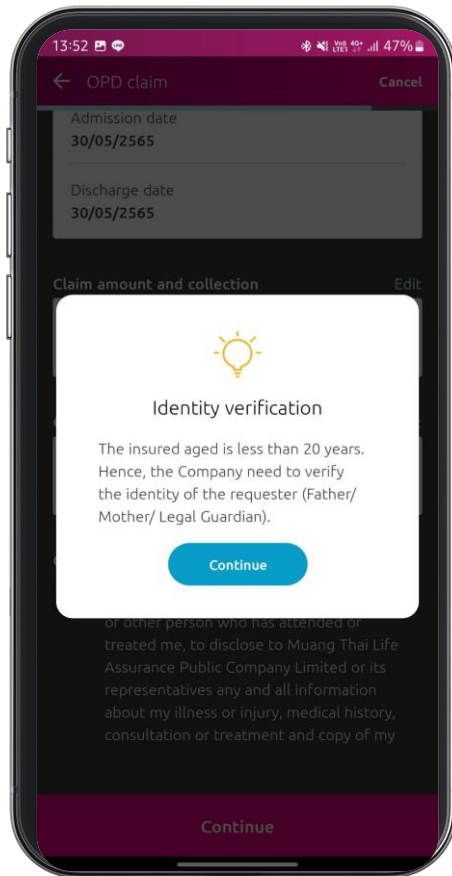 13:52
Vo)) 4G+ 47%
LTE1
OPD claim Cancel
Admission date
30/05/2565
Discharge date
30/05/2565
Claim amount and collection Edit
Identity verification
The insured aged is less than 20 years.
Hence, the Company need to verify
the identity of the requester (Father/
Mother/ Legal Guardian).
Continue
or other person who has attended or
treated me, to disclose to Muang Thai Life
Assurance Public Company Limited or its
representatives any and all information
about my illness or injury, medical history,
consultation or treatment and copy of my
Continue